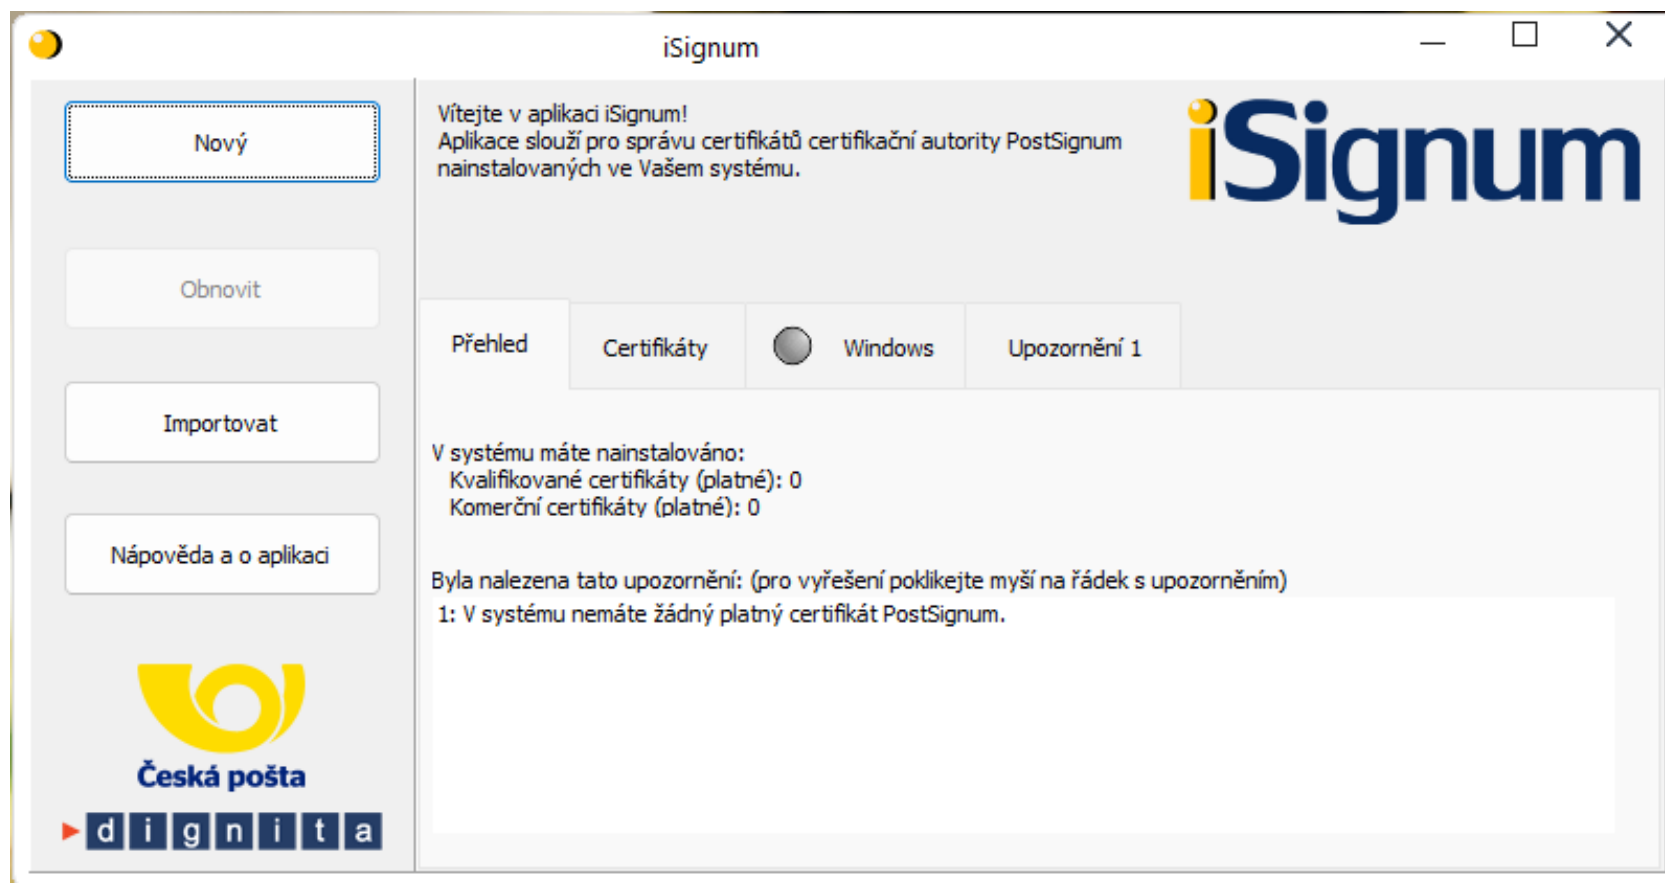 iSignum
Nový
Obnovit
Importovat
Nápověda a o aplikaci
Česká pošta
dignita
Vítejte v aplikaci iSignum!
Aplikace slouží pro správu certifikátů certifikační autority PostSignum
nainstalovaných ve Vašem systému.
iSignum
Přehled
Certifikáty
Windows
Upozornění 1
V systému máte nainstalováno:
Kvalifikované certifikáty (platné): 0
Komerční certifikáty (platné): 0
Byla nalezena tato upozornění: (pro vyřešení poklikejte myší na řádek s upozorněním)
1: V systému nemáte žádný platný certifikát PostSignum.